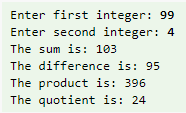 Enter first integer: 99
Enter second integer: 4
The sum is: 103
The difference is: 95
The product is: 396
The quotient is: 24